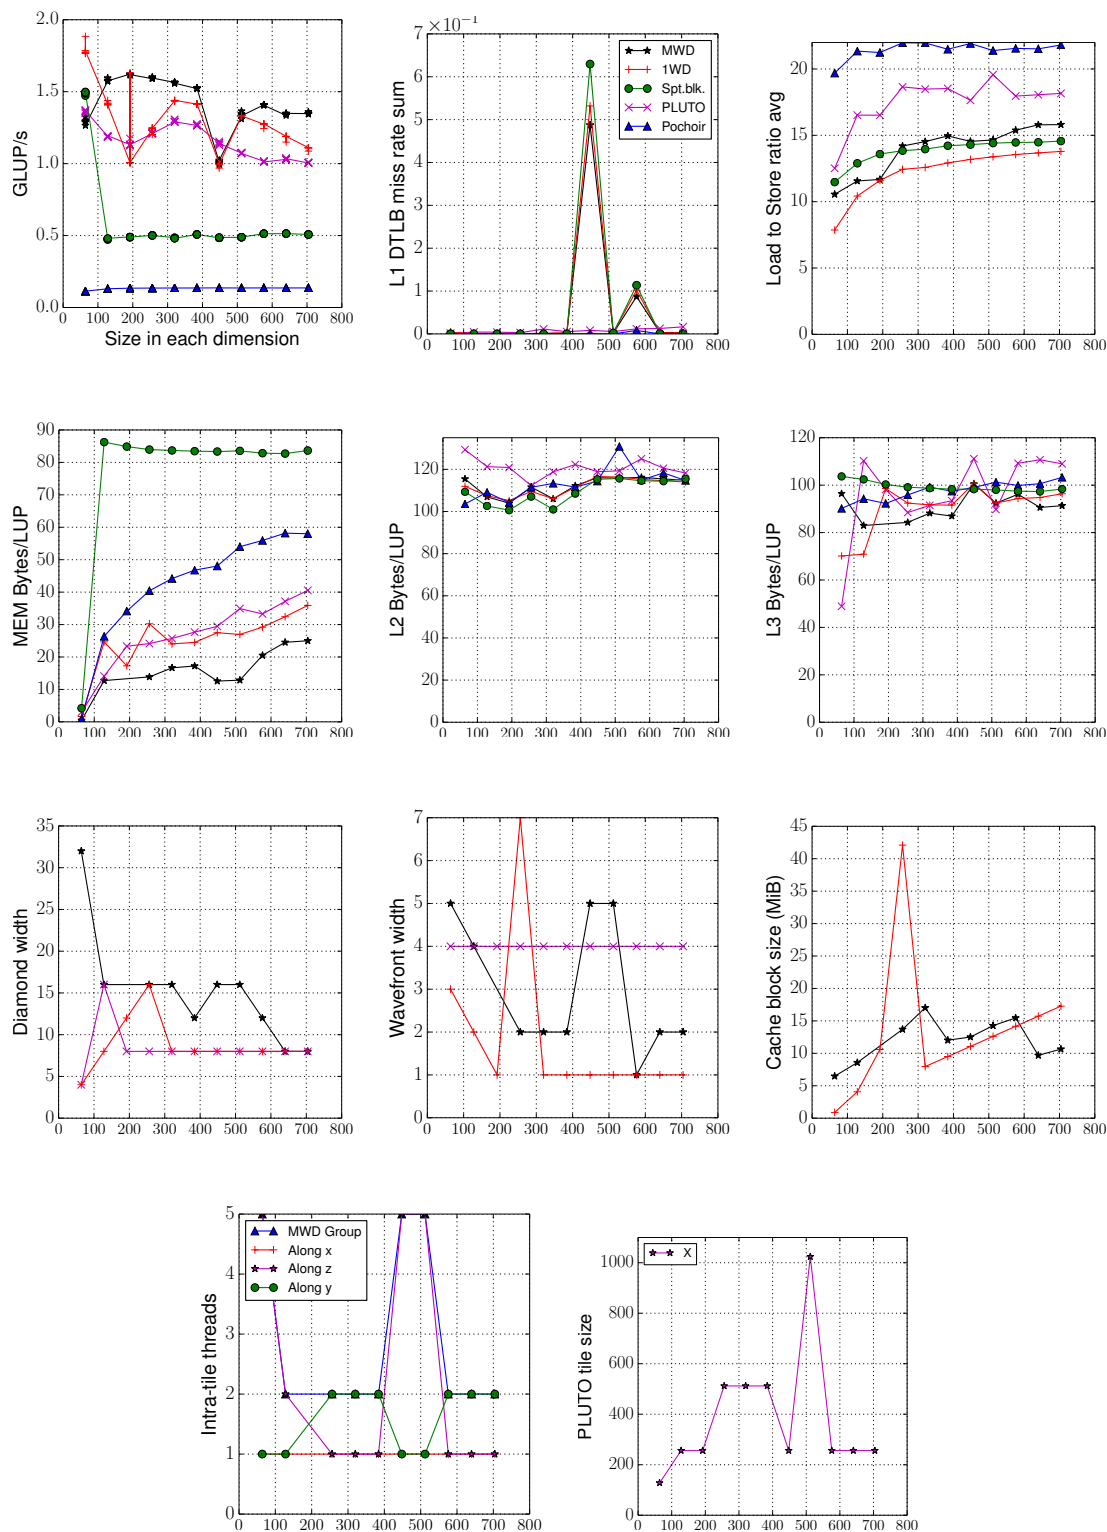 2.0
1.5
1.0
0.5
0.0
GLUP/s
0 100 200 300 400 500 600 700 800
Size in each dimension
7 ×10⁻¹
6
5
4
3
2
1
0
L1 DTLB miss rate sum
MWD
1WD
Spt.blk.
PLUTO
Pochoir
0 100 200 300 400 500 600 700 800
20
15
10
5
0
Load to Store ratio avg
0 100 200 300 400 500 600 700 800
90
80
70
60
50
40
30
20
10
0
MEM Bytes/LUP
0 100 200 300 400 500 600 700 800
120
100
80
60
40
20
0
L2 Bytes/LUP
0 100 200 300 400 500 600 700 800
120
100
80
60
40
20
0
L3 Bytes/LUP
0 100 200 300 400 500 600 700 800
35
30
25
20
15
10
5
0
Diamond width
0 100 200 300 400 500 600 700 800
7
6
5
4
3
2
1
0
Wavefront width
0 100 200 300 400 500 600 700 800
45
40
35
30
25
20
15
10
5
0
Cache block size (MiB)
0 100 200 300 400 500 600 700 800
5
4
3
2
1
0
Intra-tile threads
MWD Group
Along x
Along z
Along y
0 100 200 300 400 500 600 700 800
1000
800
600
400
200
0
PLUTO tile size
X
0 100 200 300 400 500 600 700 800